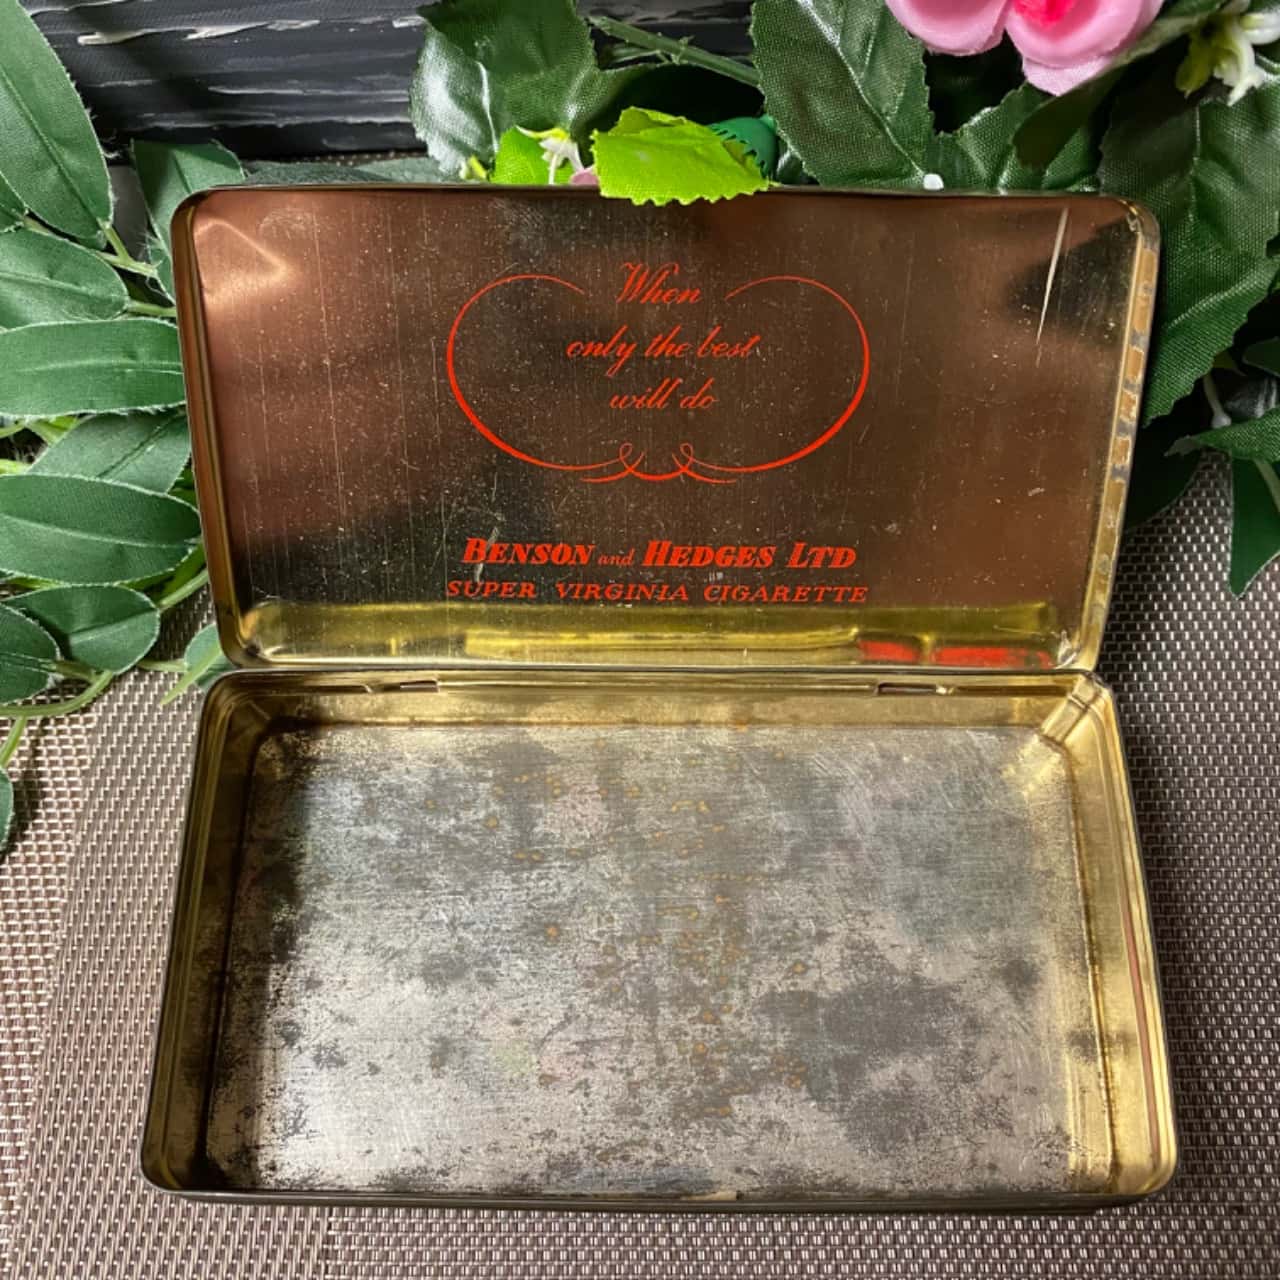 When
only the best
will do
BENSON and HEDGES LTD
SUPER VIRGINIA CIGARETTE